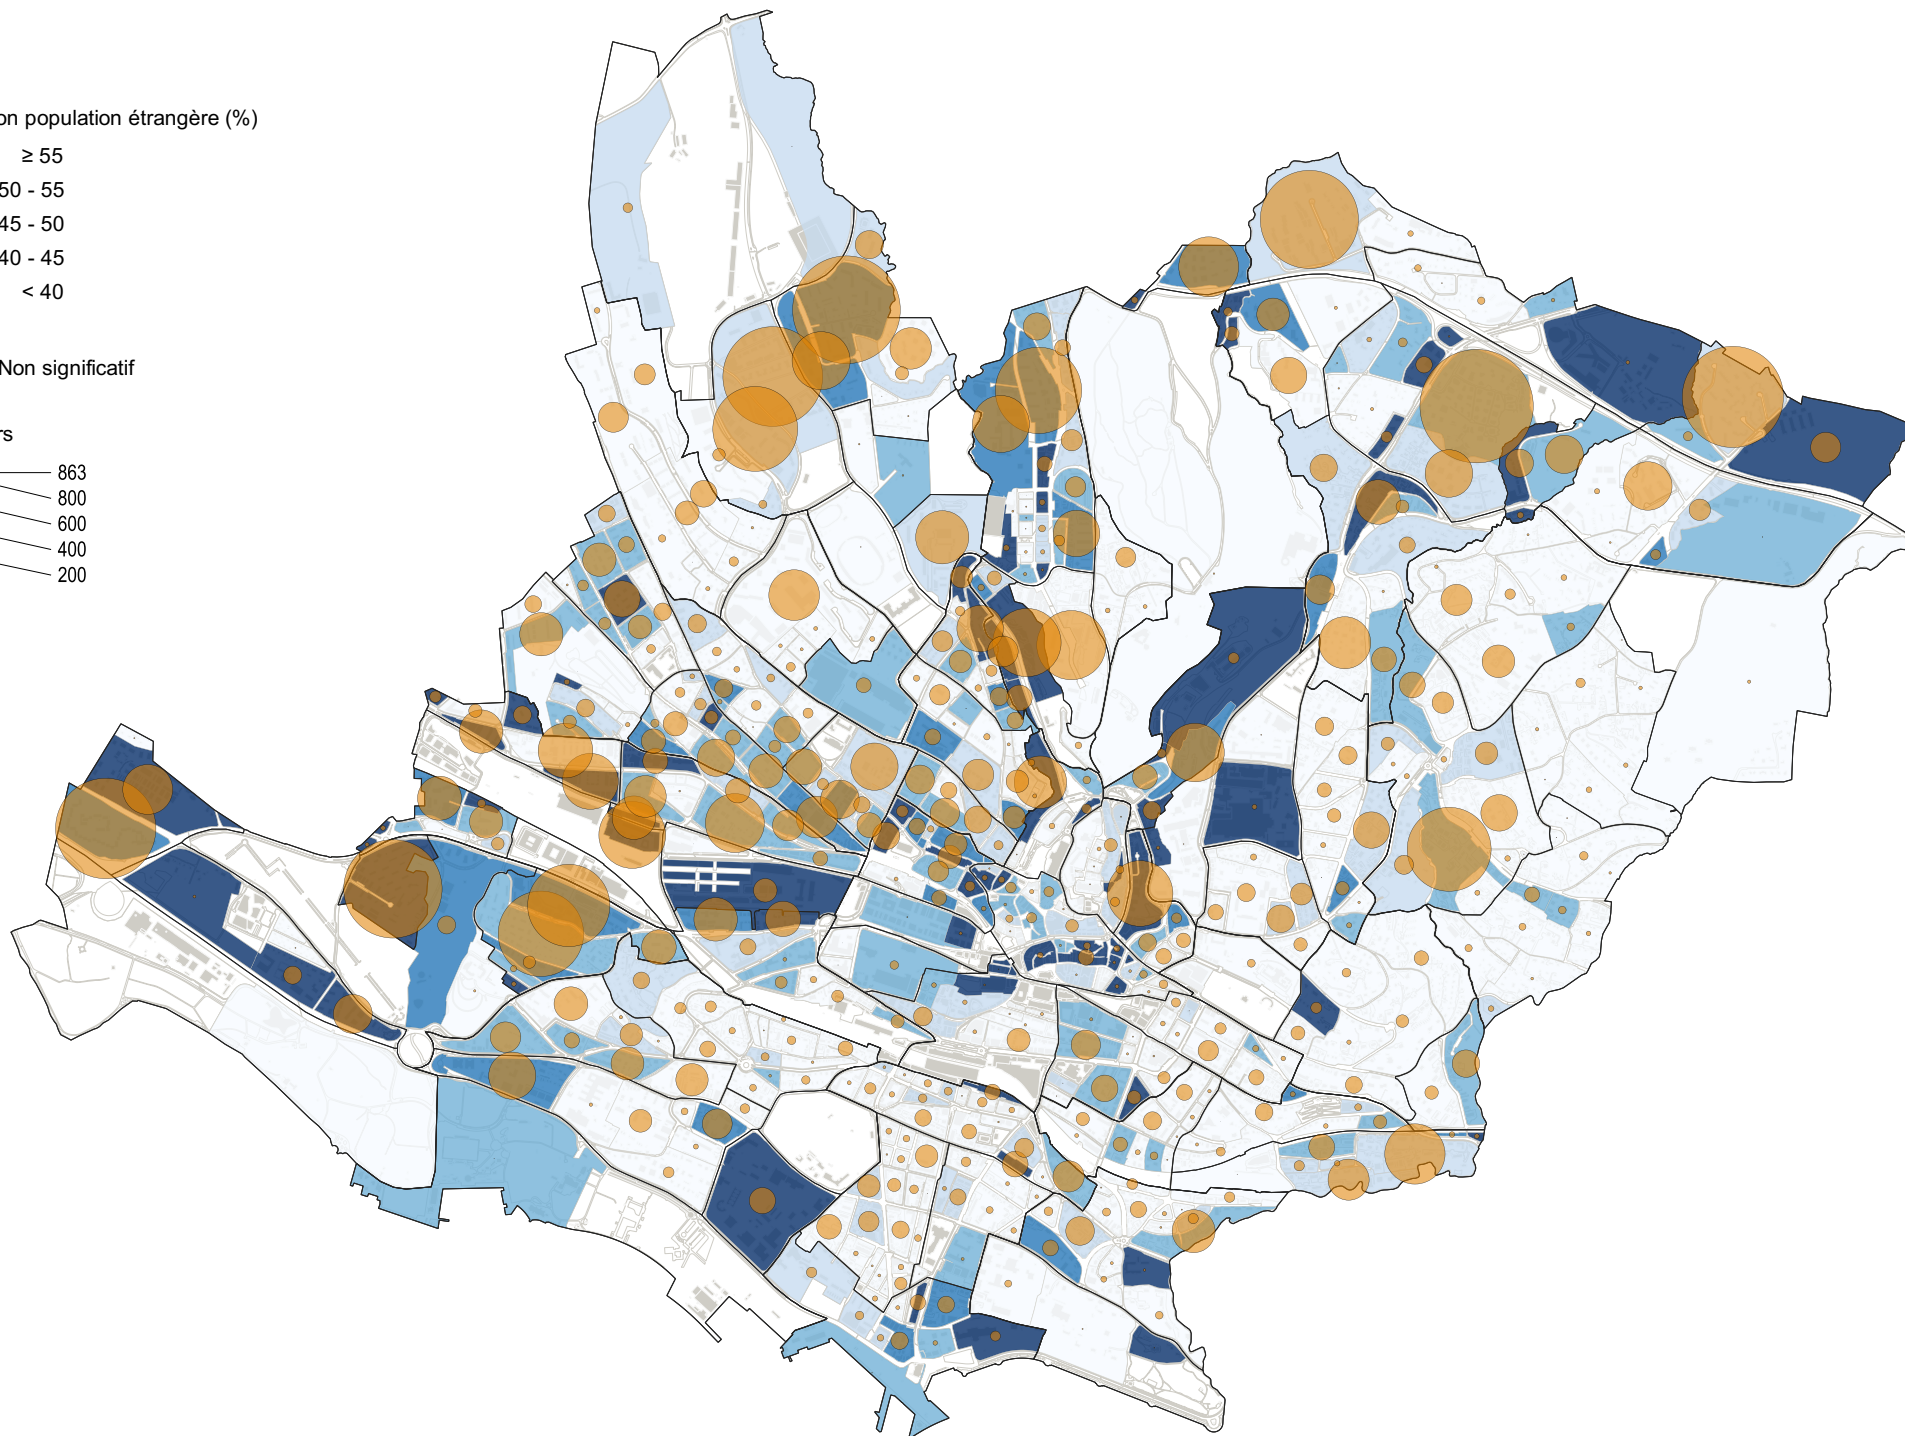 on population étrangère (%)
≥ 55
50 - 55
45 - 50
40 - 45
< 40
Non significatif
rs
863
800
600
400
200